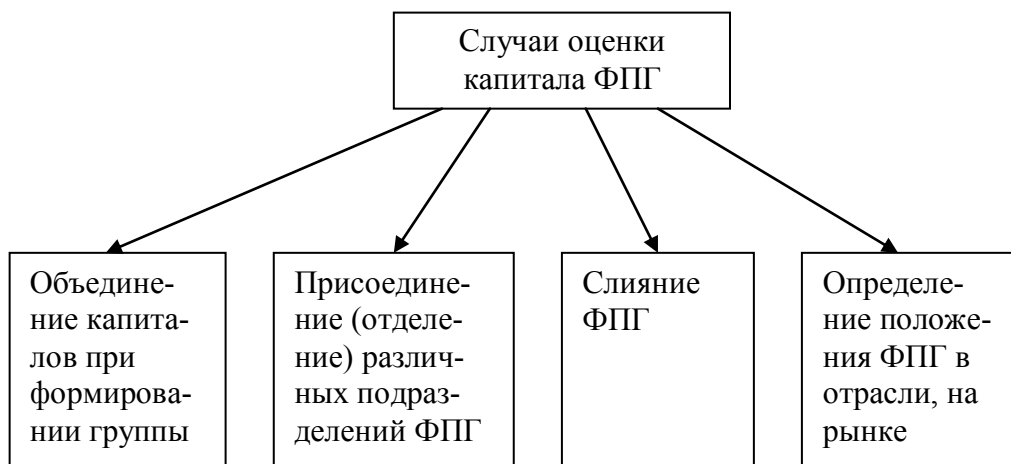 Случаи оценки
капитала ФПГ
Объедине-
ние капита-
лов при
формирова-
нии группы
Присоедине-
ние (отделе-
ние) различ-
ных подраз-
делений ФПГ
Слияние
ФПГ
Определе-
ние положе-
ния ФПГ в
отрасли, на
рынке